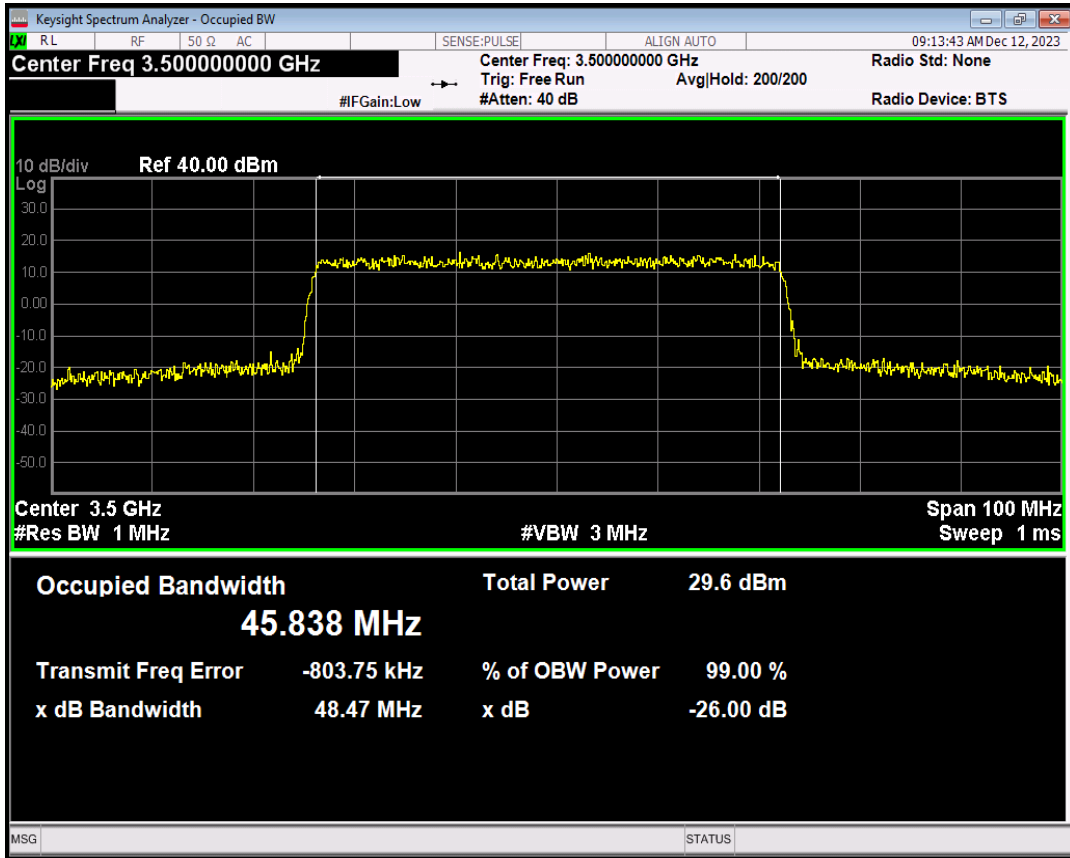 Keysight Spectrum Analyzer - Occupied BW
LXI RL RF 50 Ω AC SENSE:PULSE ALIGN AUTO 09:13:43 AM Dec 12, 2023
Center Freq 3.500000000 GHz Center Freq: 3.500000000 GHz Radio Std: None
Trig: Free Run Avg|Hold: 200/200
#IFGain:Low #Atten: 40 dB Radio Device: BTS
10 dB/div Ref 40.00 dBm
Log
30.0
20.0
10.0
0.00
-10.0
-20.0
-30.0
-40.0
-50.0
Center 3.5 GHz Span 100 MHz
#Res BW 1 MHz #VBW 3 MHz Sweep 1 ms
Occupied Bandwidth Total Power 29.6 dBm
45.838 MHz
Transmit Freq Error -803.75 kHz % of OBW Power 99.00 %
x dB Bandwidth 48.47 MHz x dB -26.00 dB
MSG STATUS